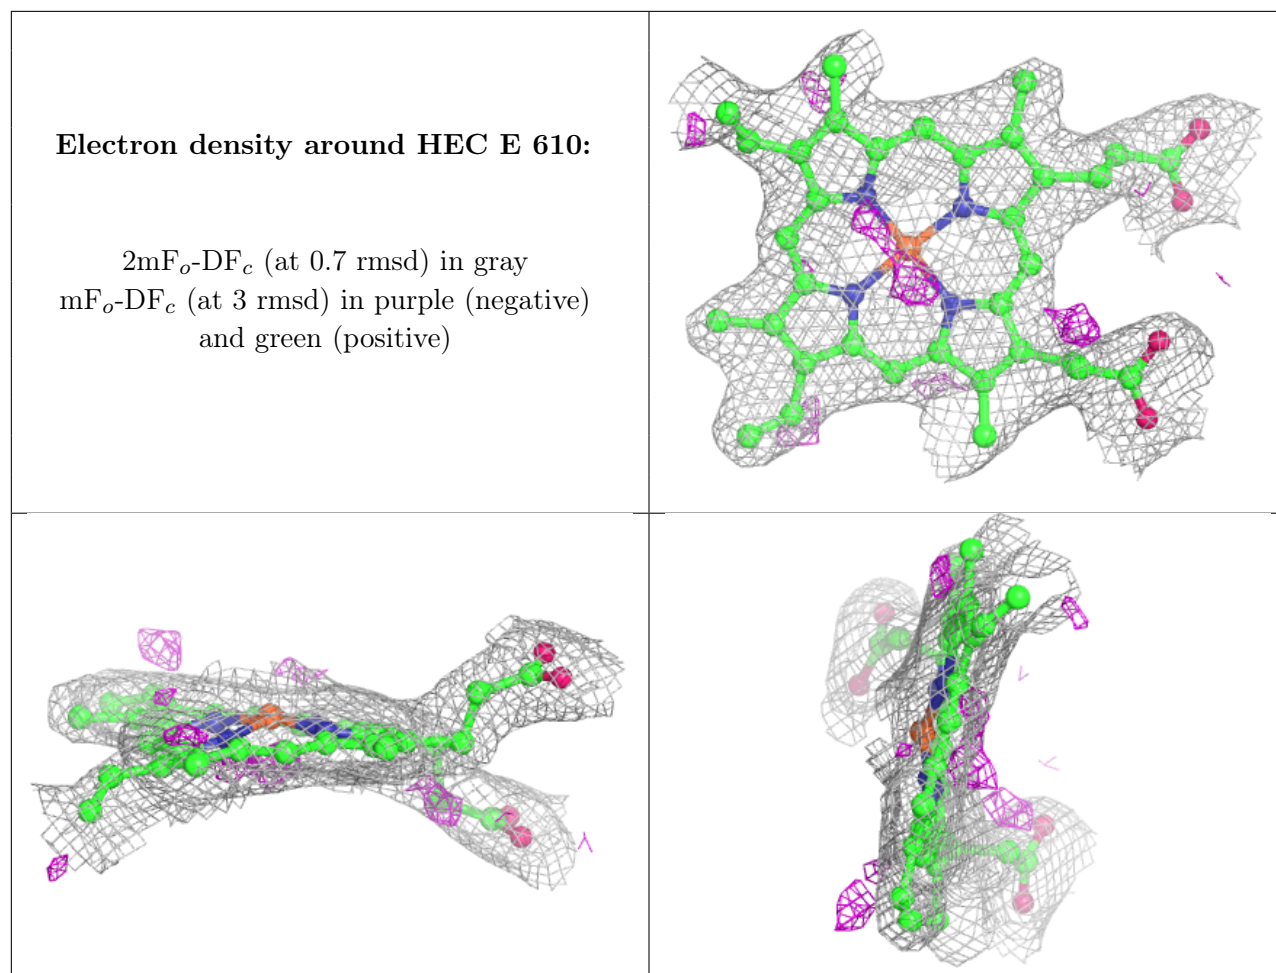 Electron density around HEC E 610:
2mFo-DFc (at 0.7 rmsd) in gray
mFo-DFc (at 3 rmsd) in purple (negative)
and green (positive)